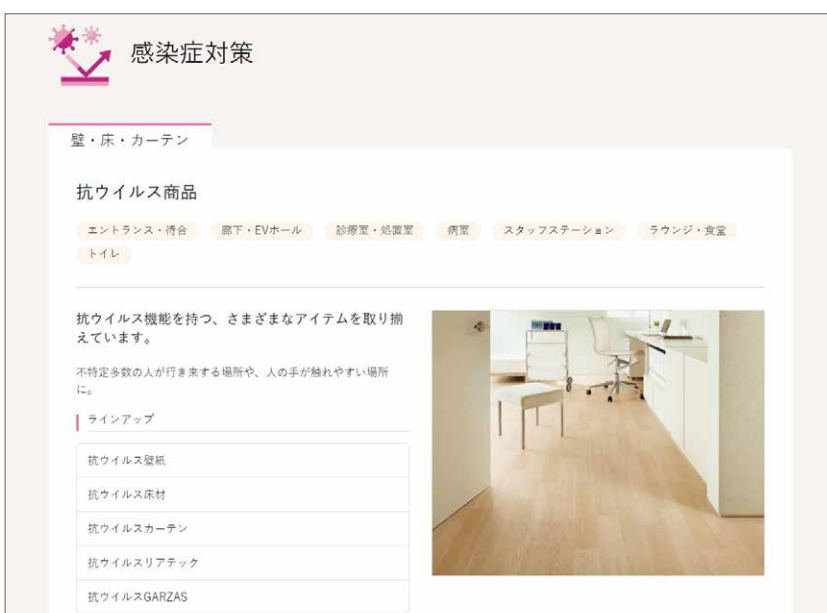 感染症対策
壁・床・カーテン
抗ウイルス商品
エントランス・待合 廊下・EVホール 診療室・処置室 病室 スタッフステーション ラウンジ・食堂
トイレ
抗ウイルス機能を持つ、さまざまなアイテムを取り揃
えています。
不特定多数の人が行き来する場所や、人の手が触れやすい場所
に。
ラインアップ
抗ウイルス壁紙
抗ウイルス床材
抗ウイルスカーテン
抗ウイルスリアテック
抗ウイルスGARZAS